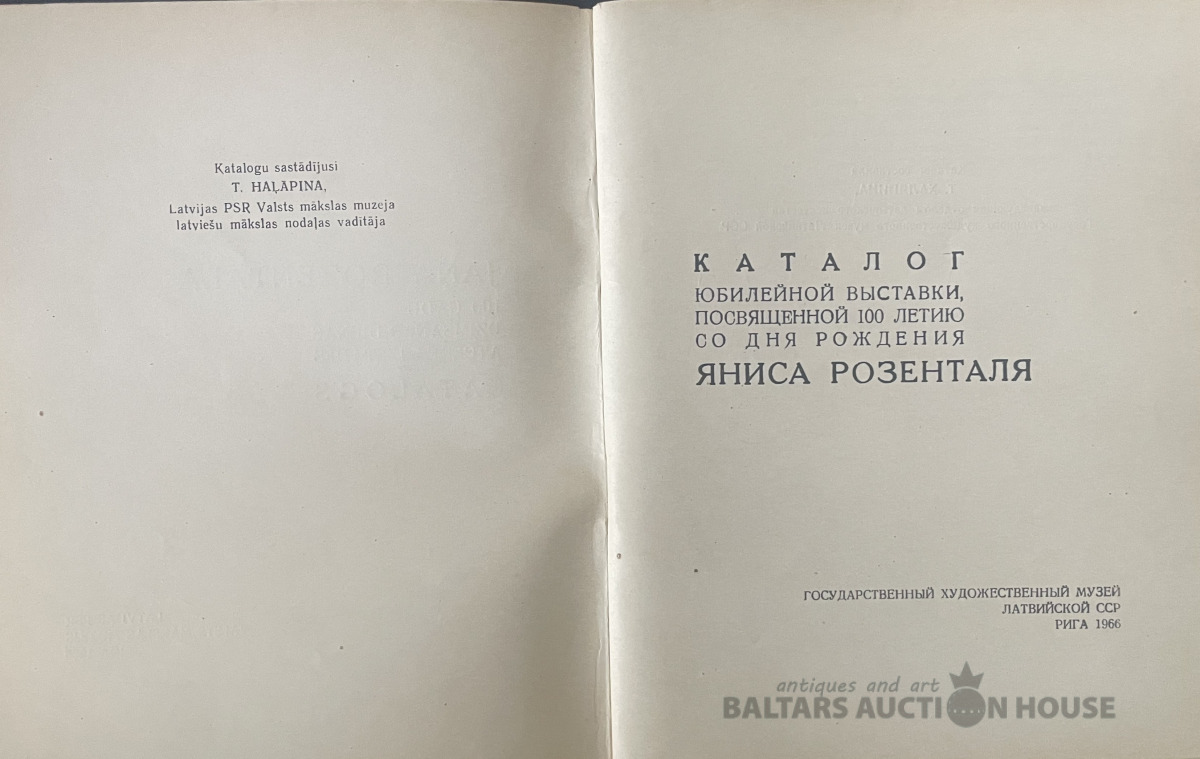 Katalogu sastādījusi
T. HAĻAPINA,
Latvijas PSR Valsts mākslas muzeja
latviešu mākslas nodaļas vadītāja
КАТАЛОГ
ЮБИЛЕЙНОЙ ВЫСТАВКИ,
ПОСВЯЩЕННОЙ 100 ЛЕТИЮ
СО ДНЯ РОЖДЕНИЯ
ЯНИСА РОЗЕНТАЛЯ
ГОСУДАРСТВЕННЫЙ ХУДОЖЕСТВЕННЫЙ МУЗЕЙ
ЛАТВИЙСКОЙ ССР
РИГА 1966
antiques and art
BALTARS AUCTION HOUSE